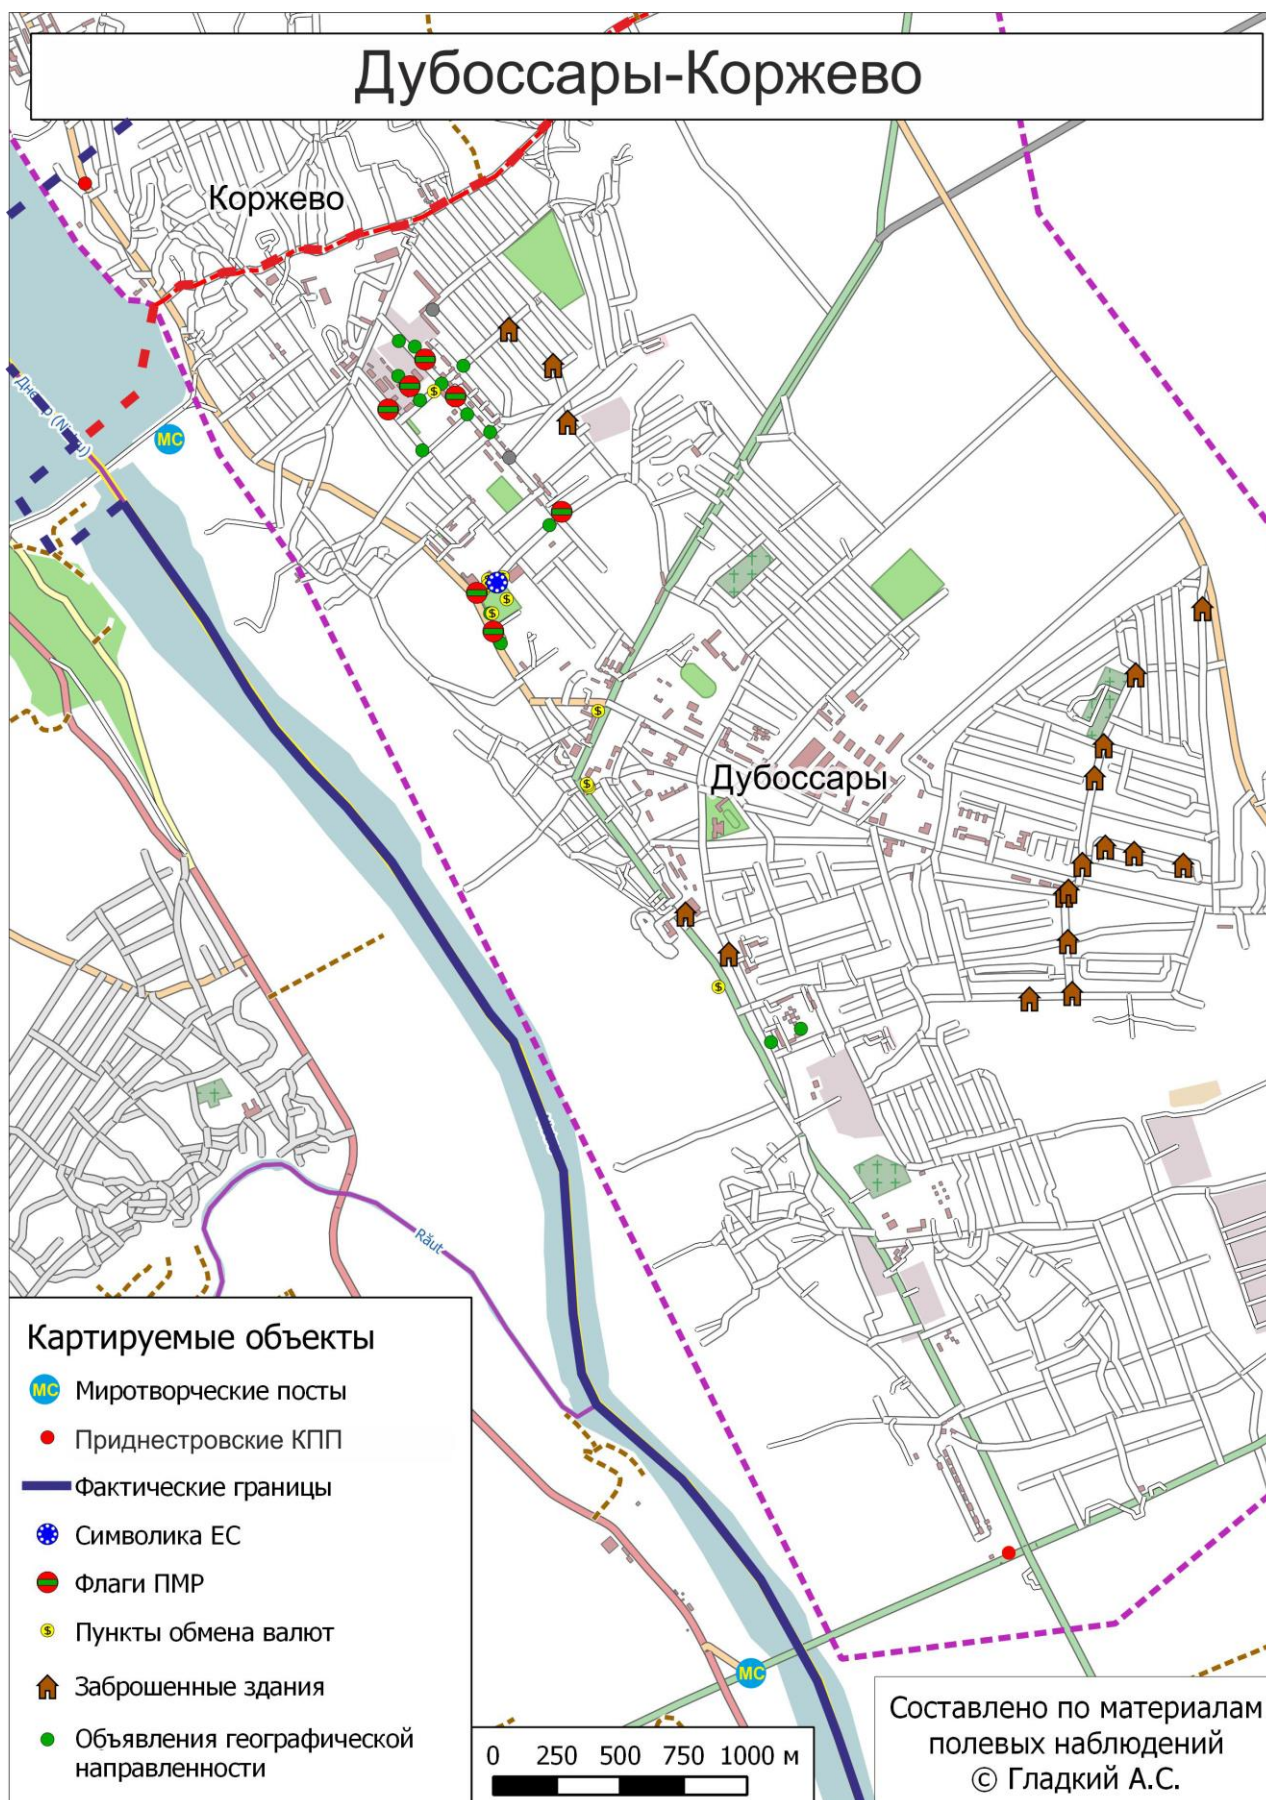 Дубоссары-Коржево
Коржево
МС
Дубоссары
Răut
Картируемые объекты
МС Миротворческие посты
Приднестровские КПП
Фактические границы
Символика ЕС
Флаги ПМР
$ Пункты обмена валют
Заброшенные здания
Объявления географической
направленности
МС
0 250 500 750 1000 м
Составлено по материалам
полевых наблюдений
© Гладкий А.С.